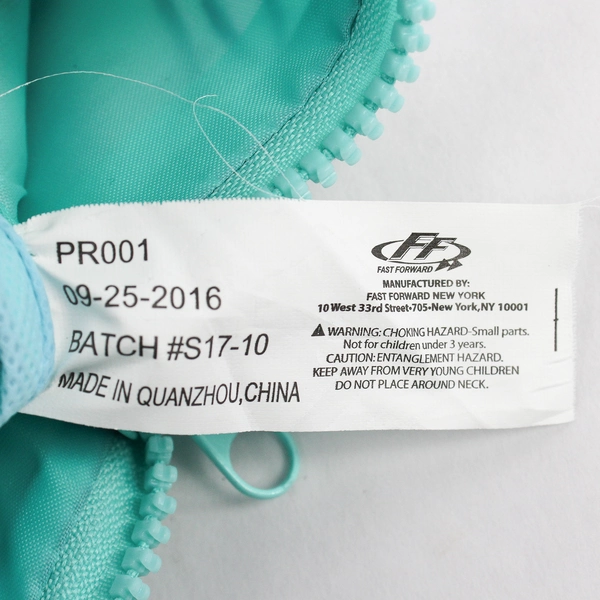 PR001
09-25-2016
BATCH #S17-10
MADE IN QUANZHOU,CHINA
FF
FAST FORWARD
MANUFACTURED BY:
FAST FORWARD NEW YORK
10 West 33rd Street•705•New York,NY 10001
WARNING: CHOKING HAZARD-Small parts.
Not for children under 3 years.
CAUTION: ENTANGLEMENT HAZARD.
KEEP AWAY FROM VERY YOUNG CHILDREN
DO NOT PLACE AROUND NECK.